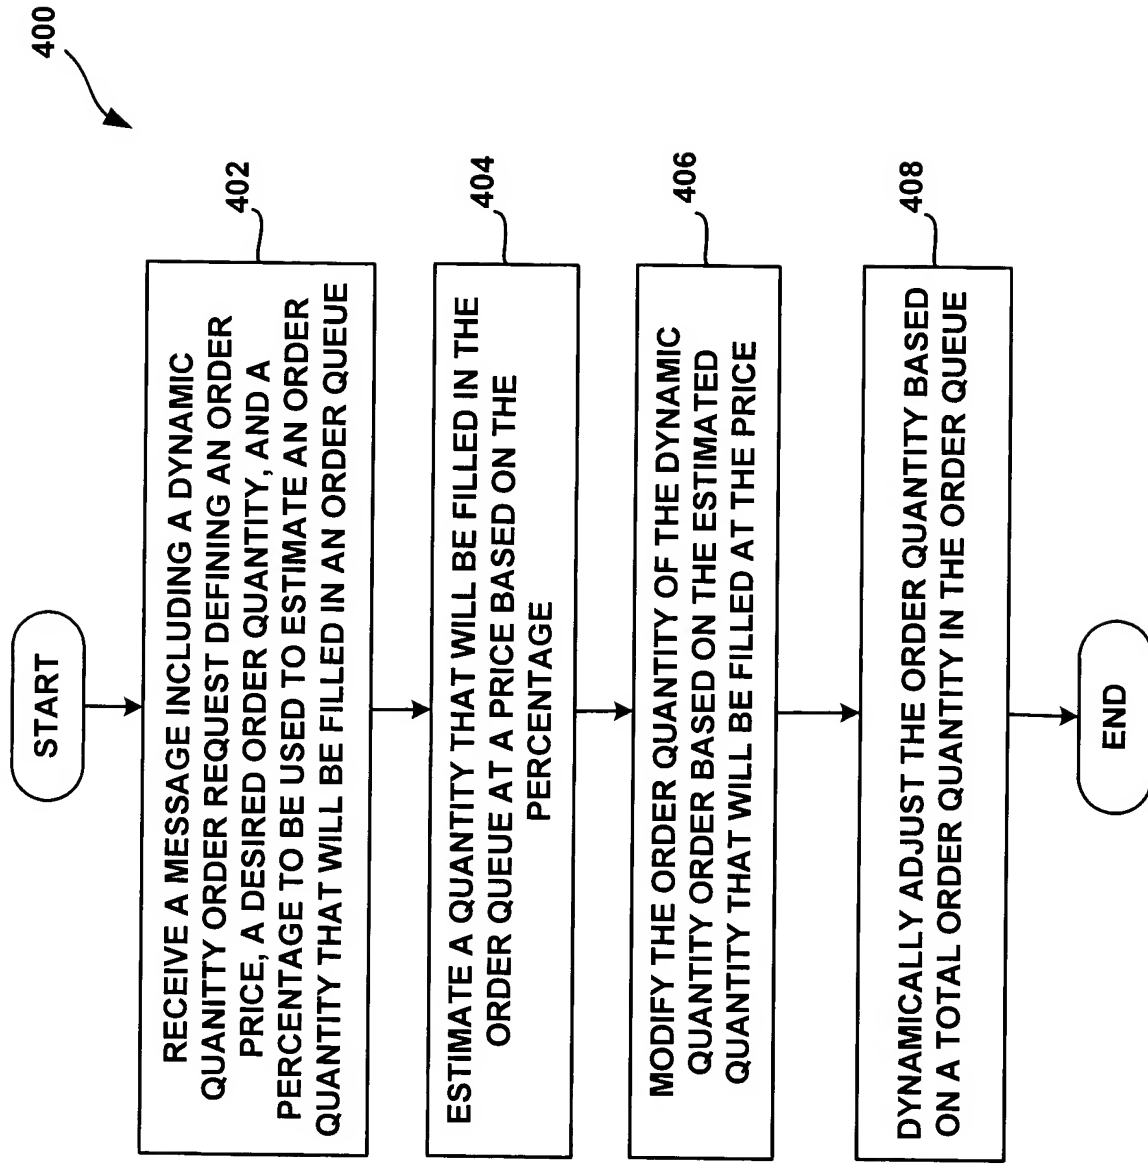 400
START
RECEIVE A MESSAGE INCLUDING A DYNAMIC
QUANITY ORDER REQUEST DEFINING AN ORDER
PRICE, A DESIRED ORDER QUANTITY, AND A
PERCENTAGE TO BE USED TO ESTIMATE AN ORDER
QUANTITY THAT WILL BE FILLED IN AN ORDER QUEUE
402
ESTIMATE A QUANTITY THAT WILL BE FILLED IN THE
ORDER QUEUE AT A PRICE BASED ON THE
PERCENTAGE
404
MODIFY THE ORDER QUANTITY OF THE DYNAMIC
QUANTITY ORDER BASED ON THE ESTIMATED
QUANTITY THAT WILL BE FILLED AT THE PRICE
406
DYNAMICALLY ADJUST THE ORDER QUANTITY BASED
ON A TOTAL ORDER QUANTITY IN THE ORDER QUEUE
408
END